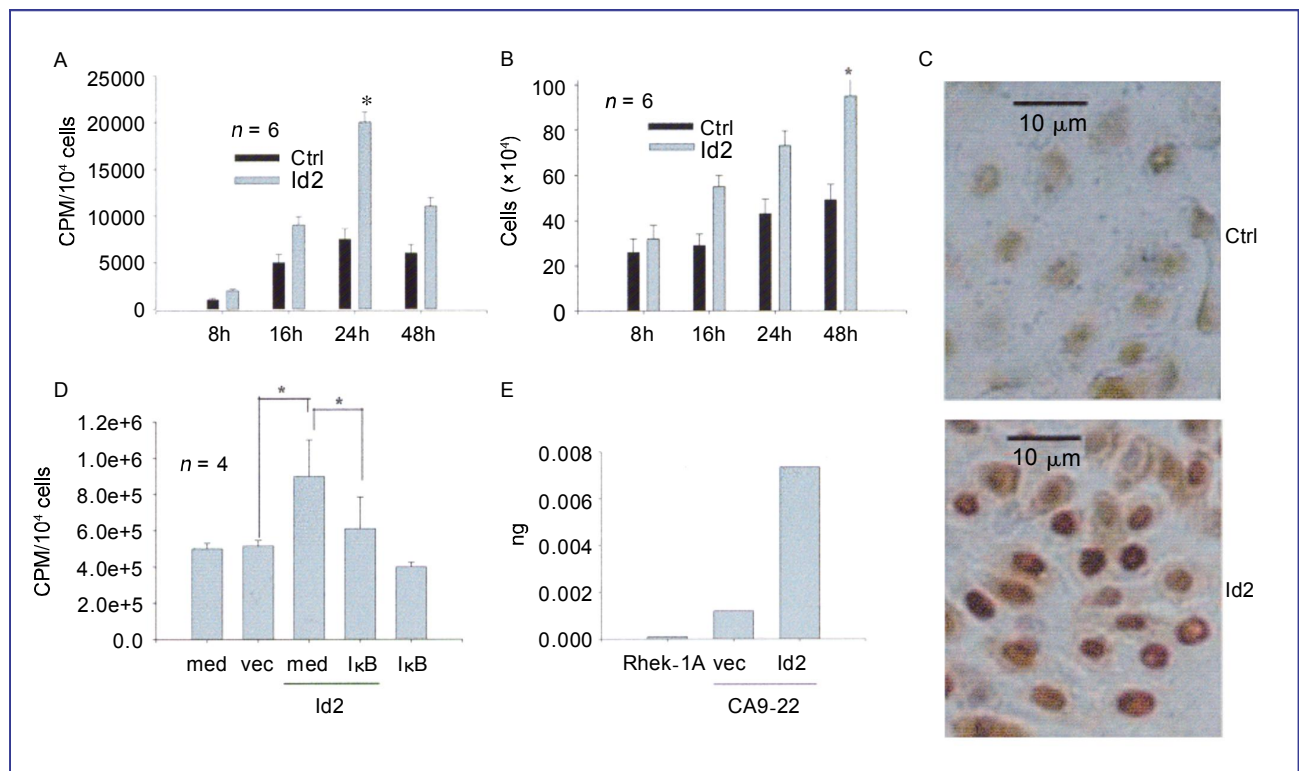 A
25000
20000
15000
10000
5000
0
CPM/10⁴ cells
n = 6
Ctrl
Id2
*
8h 16h 24h 48h
B
100
80
60
40
20
0
Cells (×10⁴)
n = 6
Ctrl
Id2
*
8h 16h 24h 48h
C
10 μm
Ctrl
10 μm
Id2
D
1.2e+6
1.0e+6
8.0e+5
6.0e+5
4.0e+5
2.0e+5
0.0
CPM/10⁴ cells
n = 4
*
*
med vec med IκB IκB
Id2
E
0.008
0.006
0.004
0.002
0.000
ng
Rhek-1A vec Id2
CA9-22